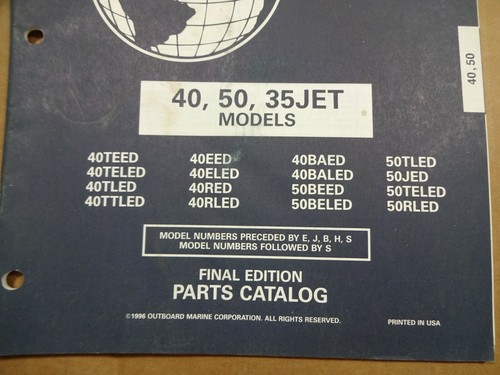 40, 50
40, 50, 35JET
MODELS
40TEED 40EED 40BAED 50TLED
40TELED 40ELED 40BALED 50JED
40TLED 40RED 50BEED 50TELED
40TTLED 40RLED 50BELED 50RLED
MODEL NUMBERS PRECEDED BY E, J, B, H, S
MODEL NUMBERS FOLLOWED BY S
FINAL EDITION
PARTS CATALOG
©1996 OUTBOARD MARINE CORPORATION. ALL RIGHTS RESERVED.
PRINTED IN USA